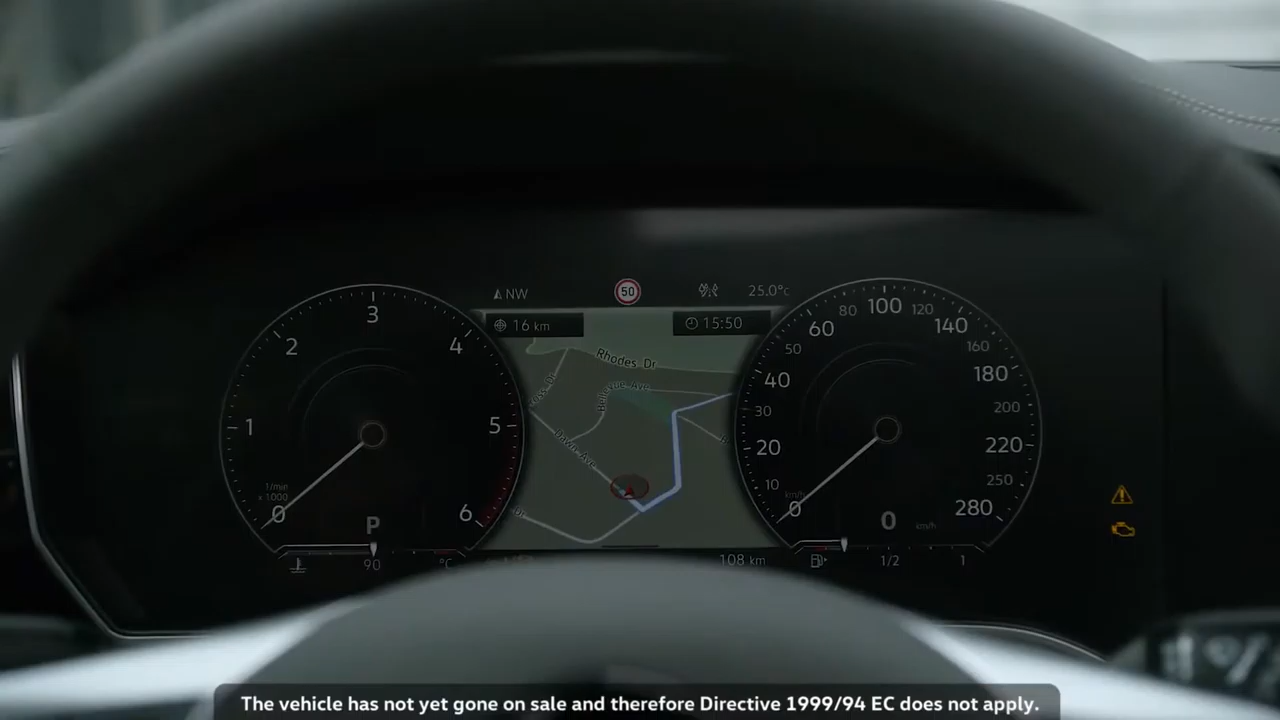 NW
50
25.0°C
16 km
15:50
Rhodes Dr
Bellevue Ave
1
2
3
4
5
6
0
1/min
x 1000
P
90
°C
0
10
20
30
40
50
60
80
100
120
140
160
180
200
220
250
280
km/h
0
km/h
108 km
1/2
1
The vehicle has not yet gone on sale and therefore Directive 1999/94 EC does not apply.